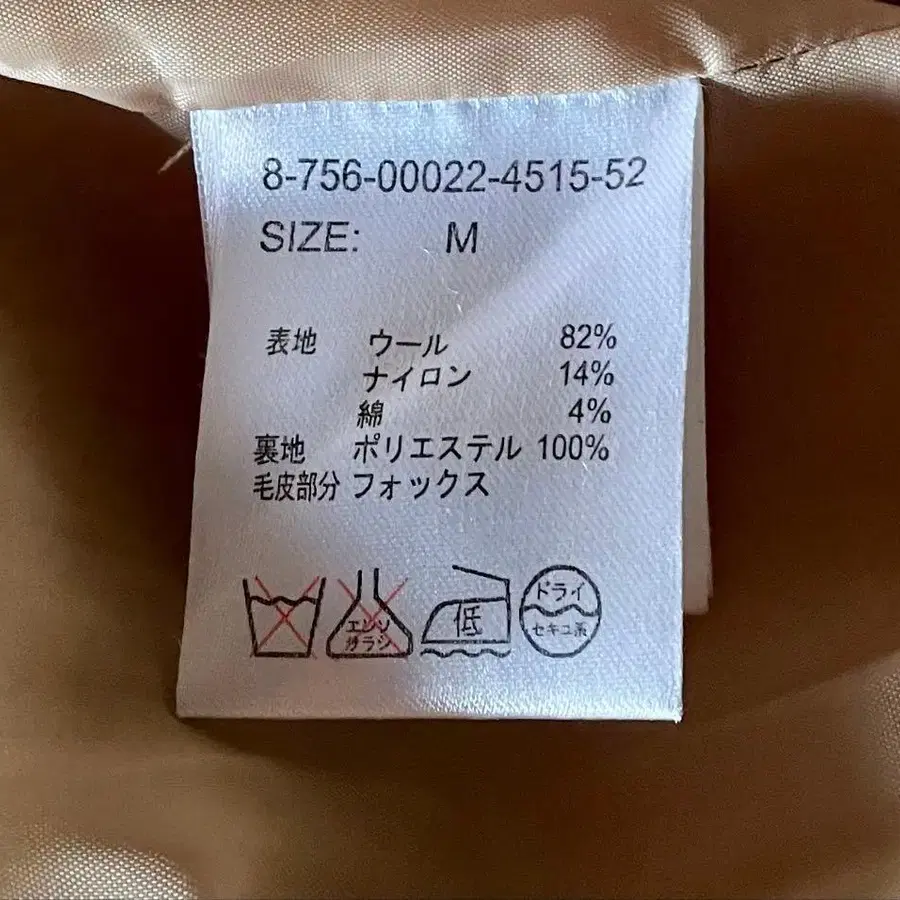 8-756-00022-4515-52
SIZE: M
表地 ウール 82%
ナイロン 14%
綿 4%
裏地 ポリエステル 100%
毛皮部分 フォックス
エンソ
サラシ
低
ドライ
セキユ系